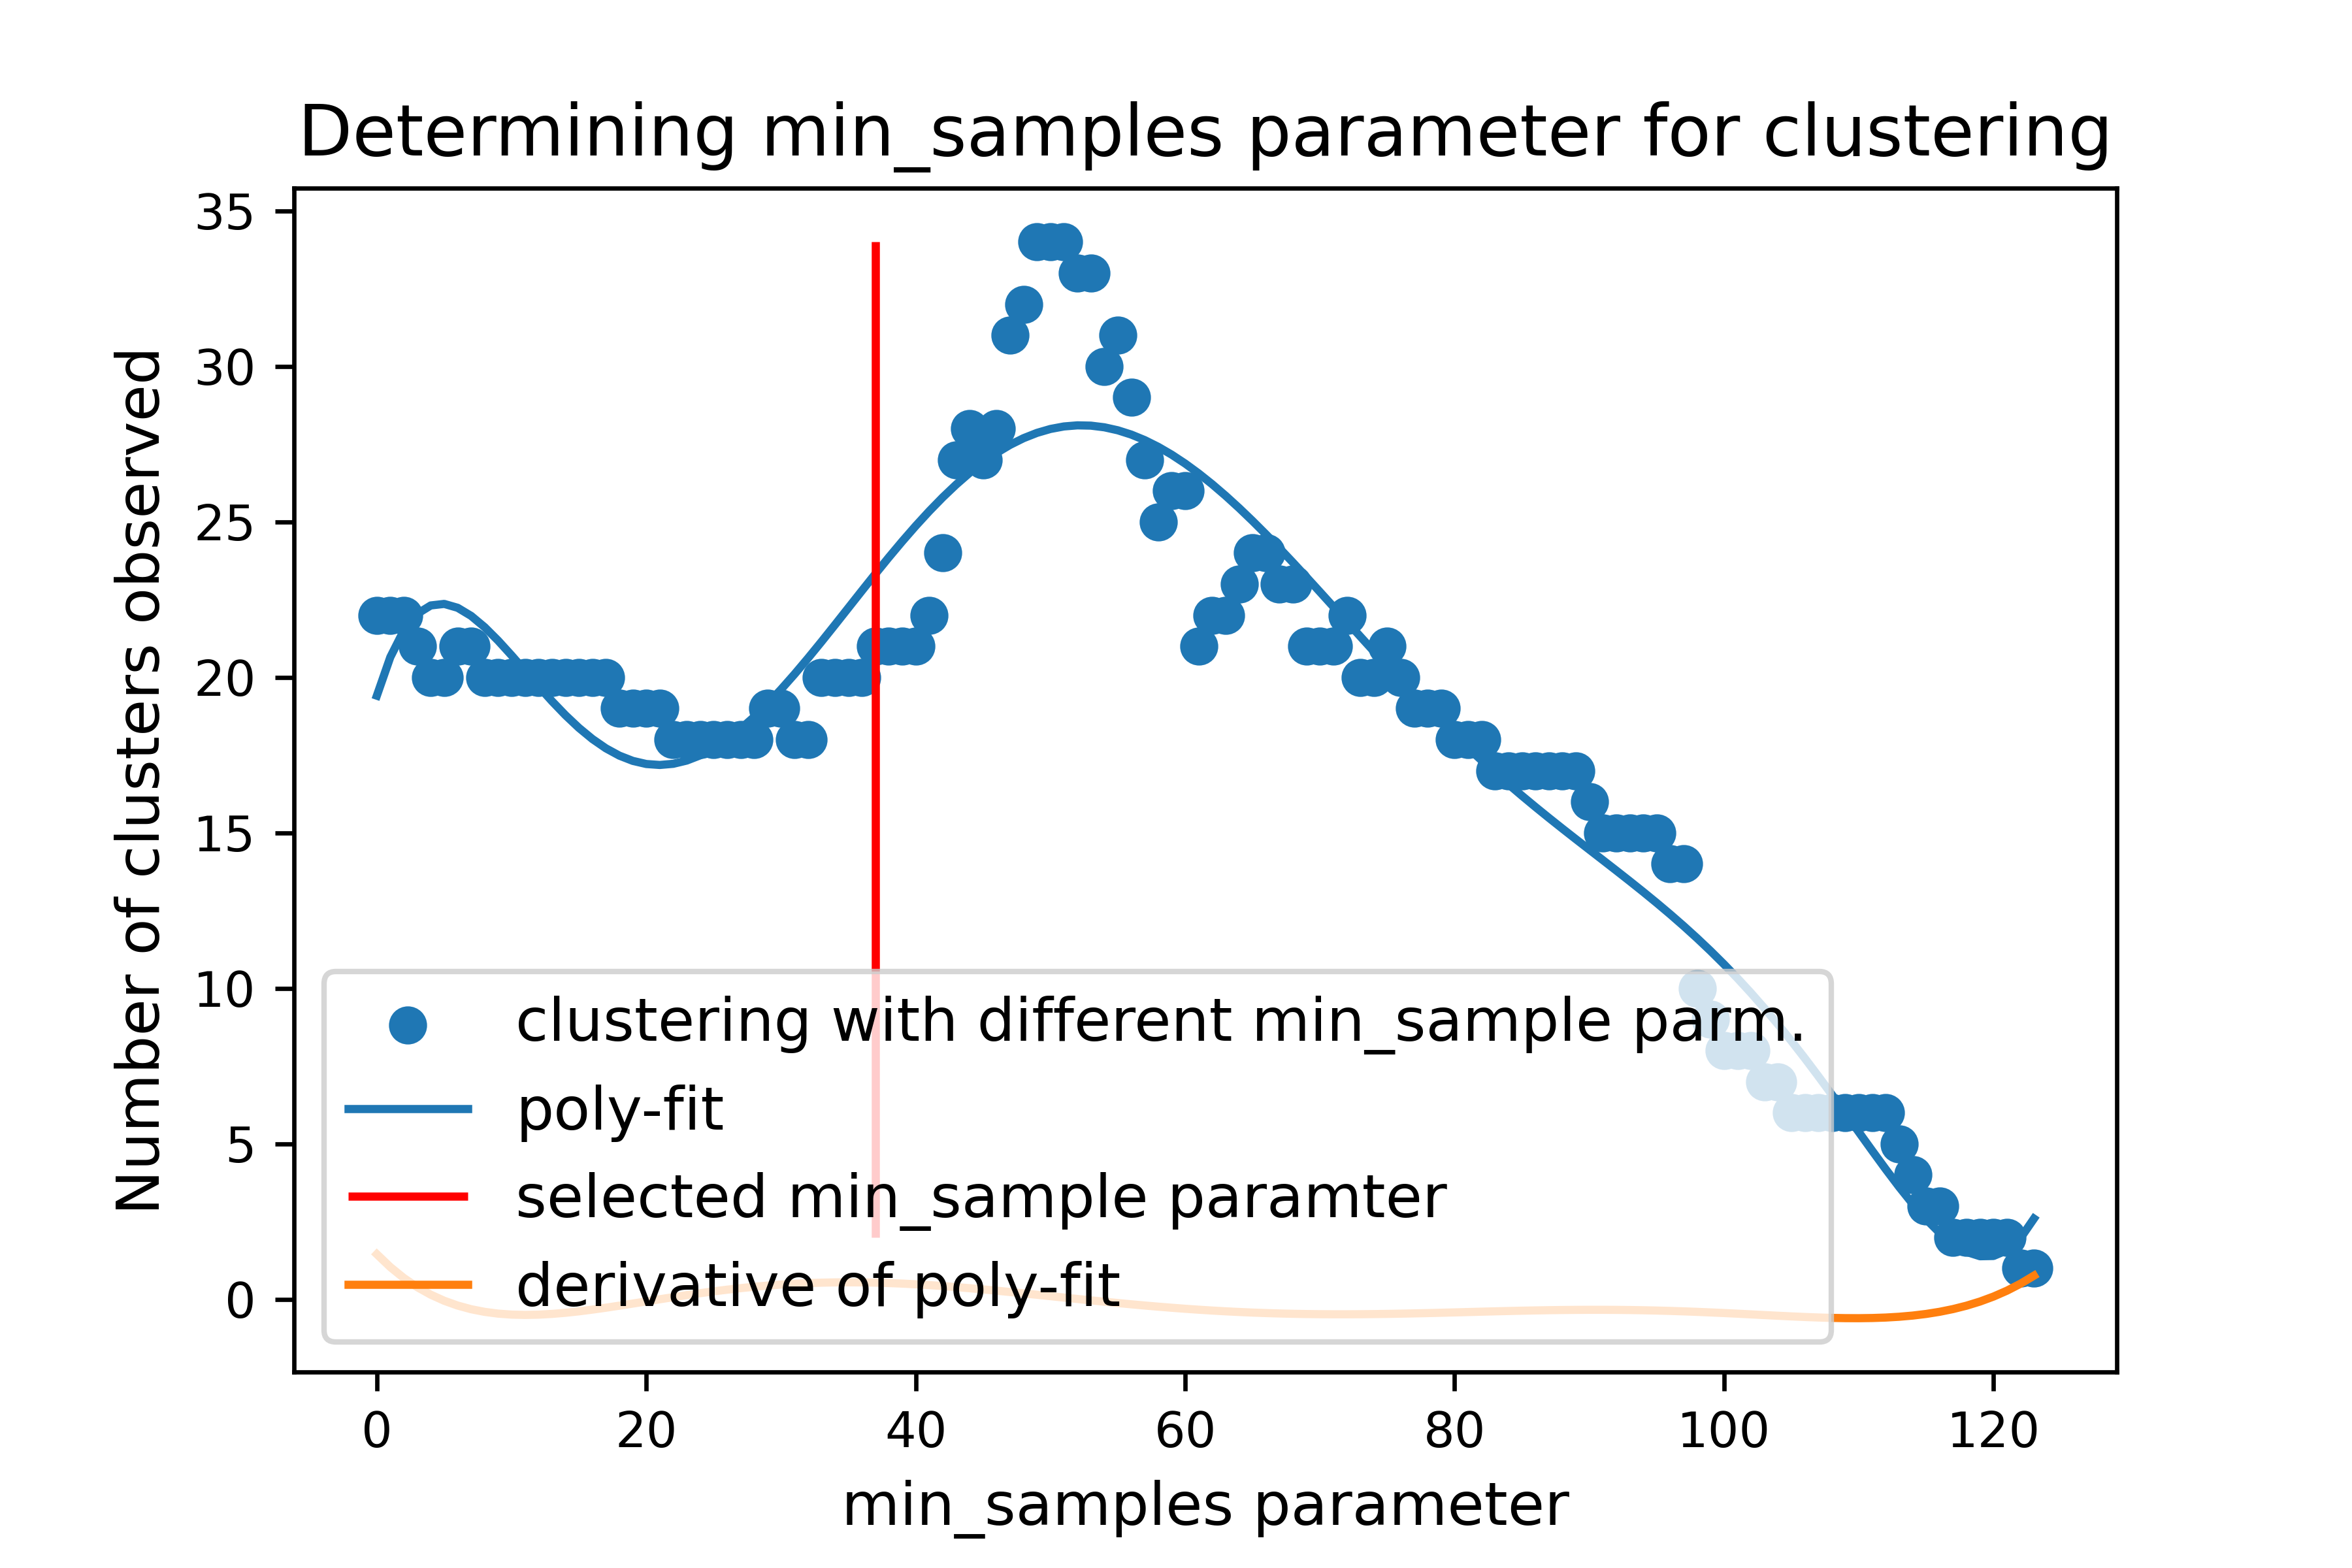 Determining min_samples parameter for clustering
Number of clusters observed
35
30
25
20
15
10
5
0
clustering with different min_sample parm.
poly-fit
selected min_sample paramter
derivative of poly-fit
0 20 40 60 80 100 120
min_samples parameter